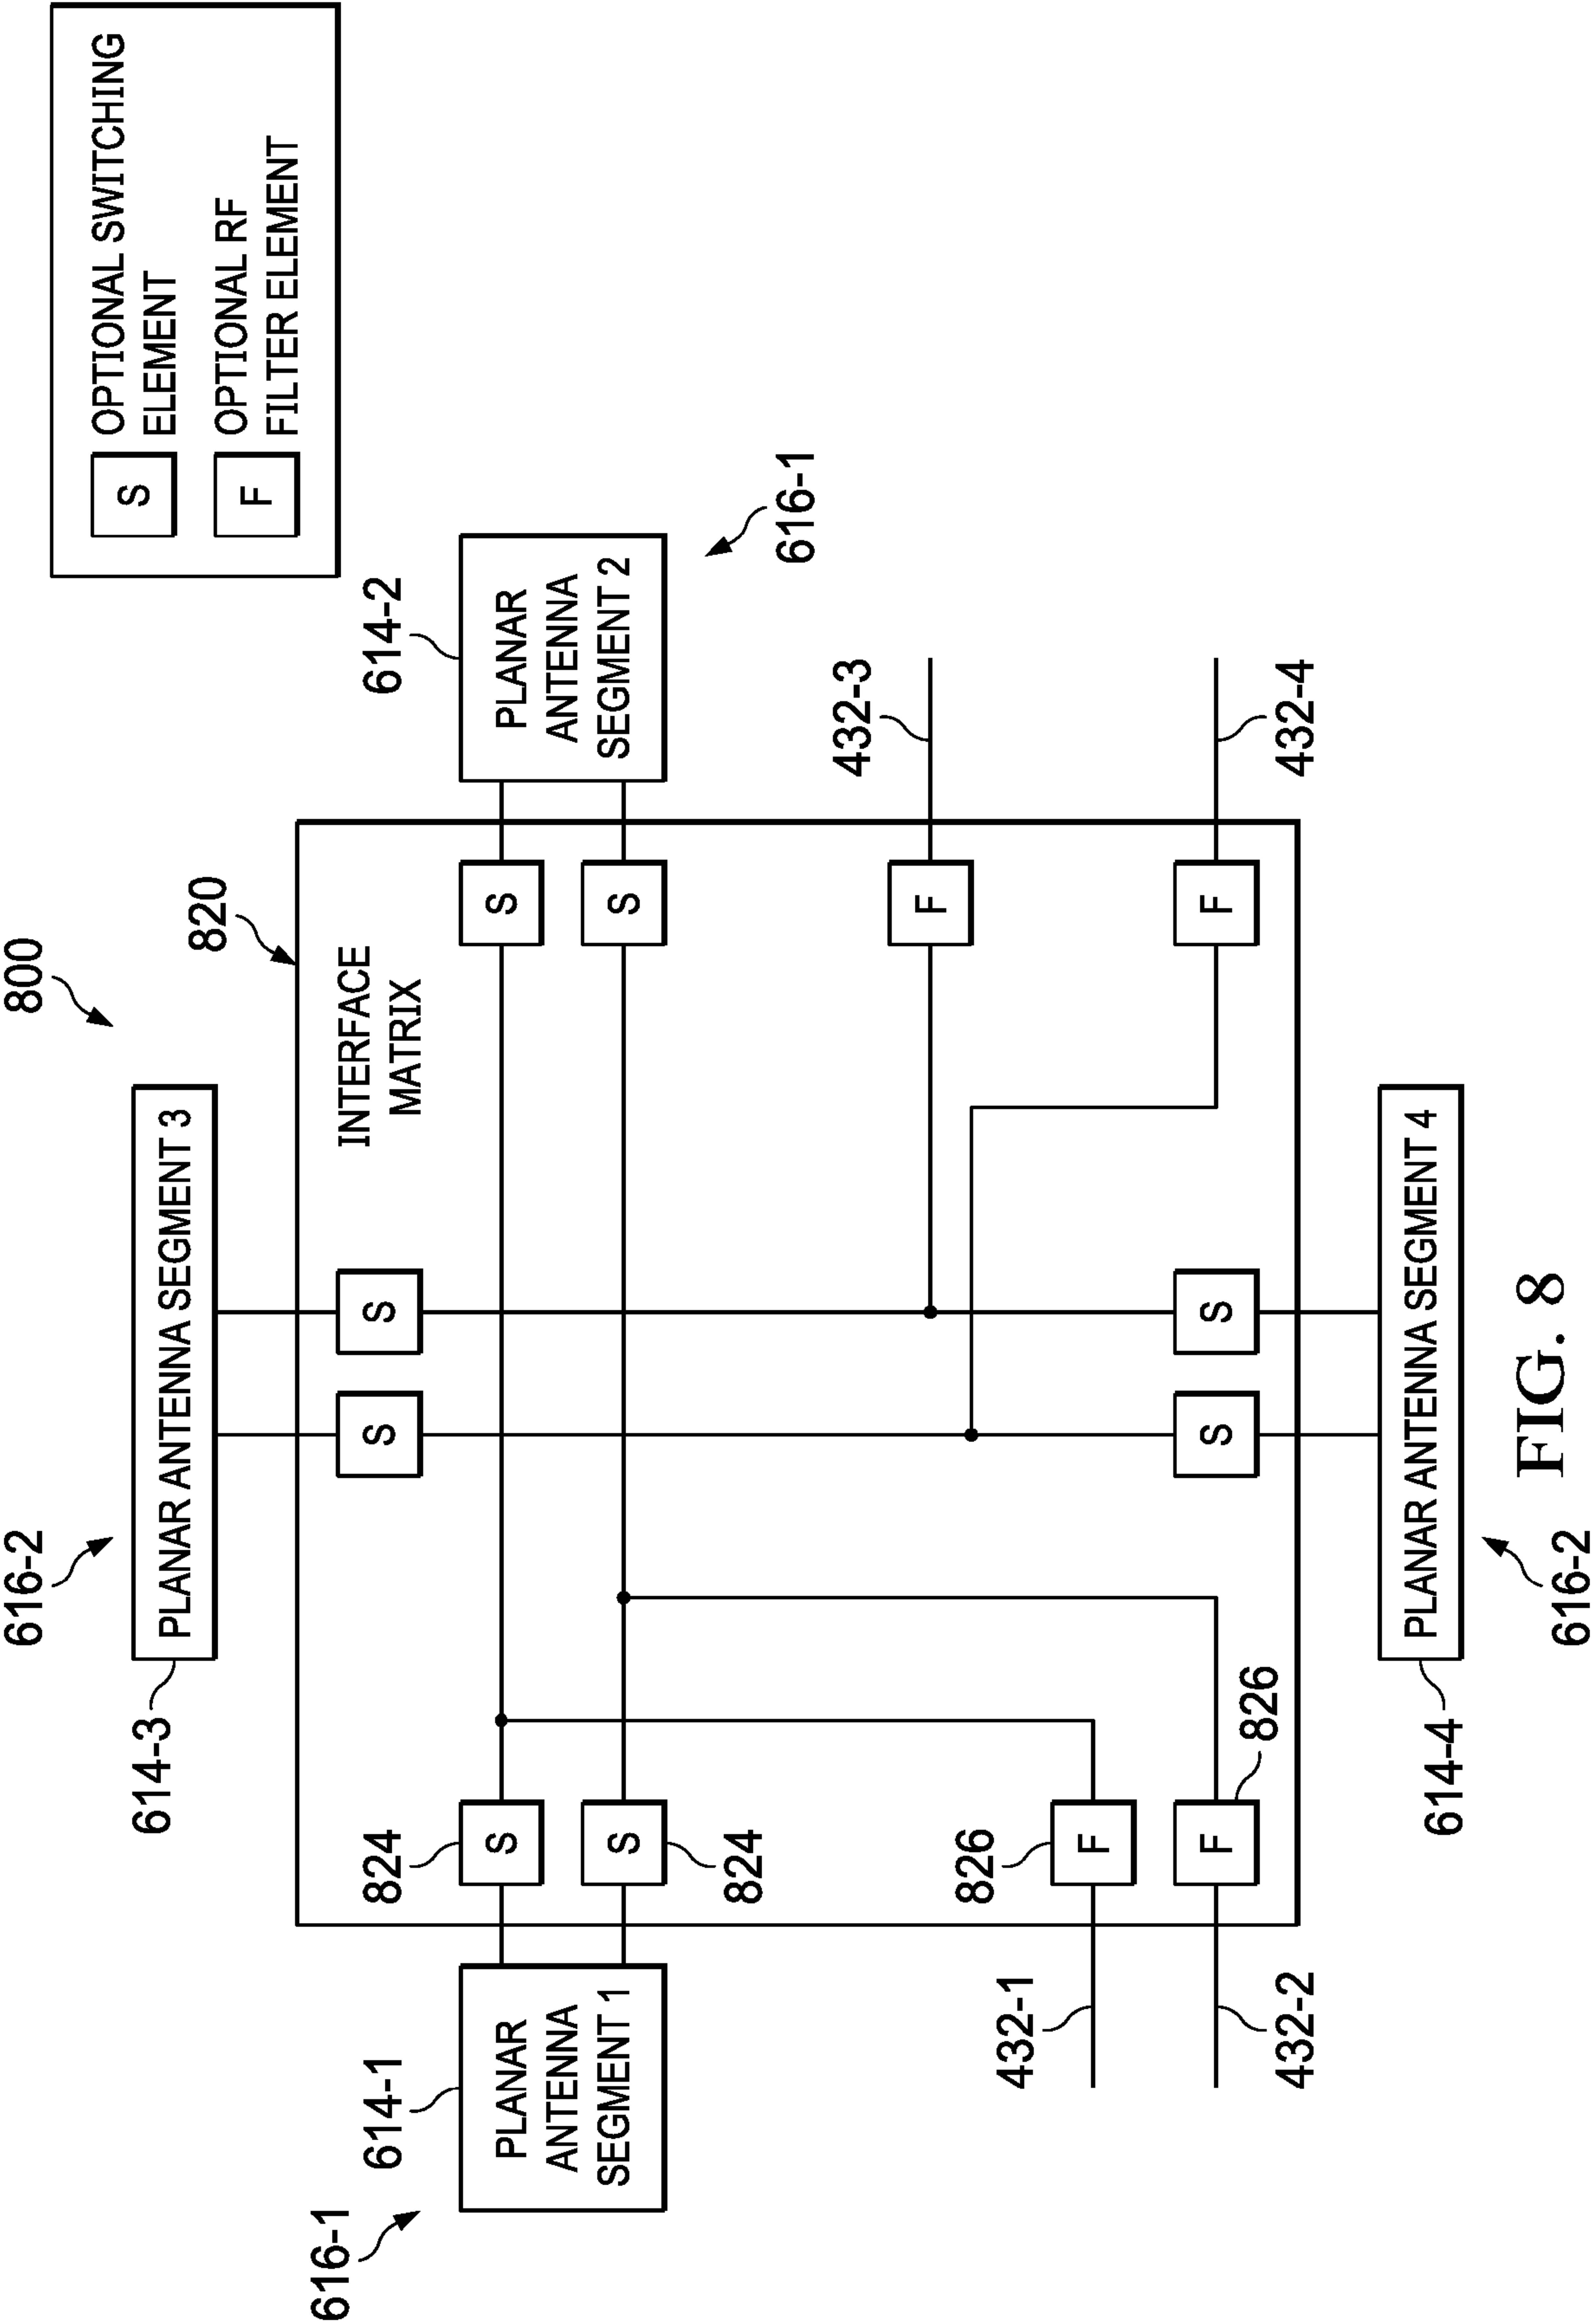 800
OPTIONAL SWITCHING
ELEMENT
S
OPTIONAL RF
FILTER ELEMENT
F
616-2
614-3
PLANAR ANTENNA SEGMENT 3
820
INTERFACE
MATRIX
616-1
614-1
PLANAR
ANTENNA
SEGMENT 1
824
S
S
824
S
S
S
S
614-2
PLANAR
ANTENNA
SEGMENT 2
616-1
432-1
826
F
432-2
F
826
S
S
F
432-3
F
432-4
614-4
PLANAR ANTENNA SEGMENT 4
616-2
FIG. 8